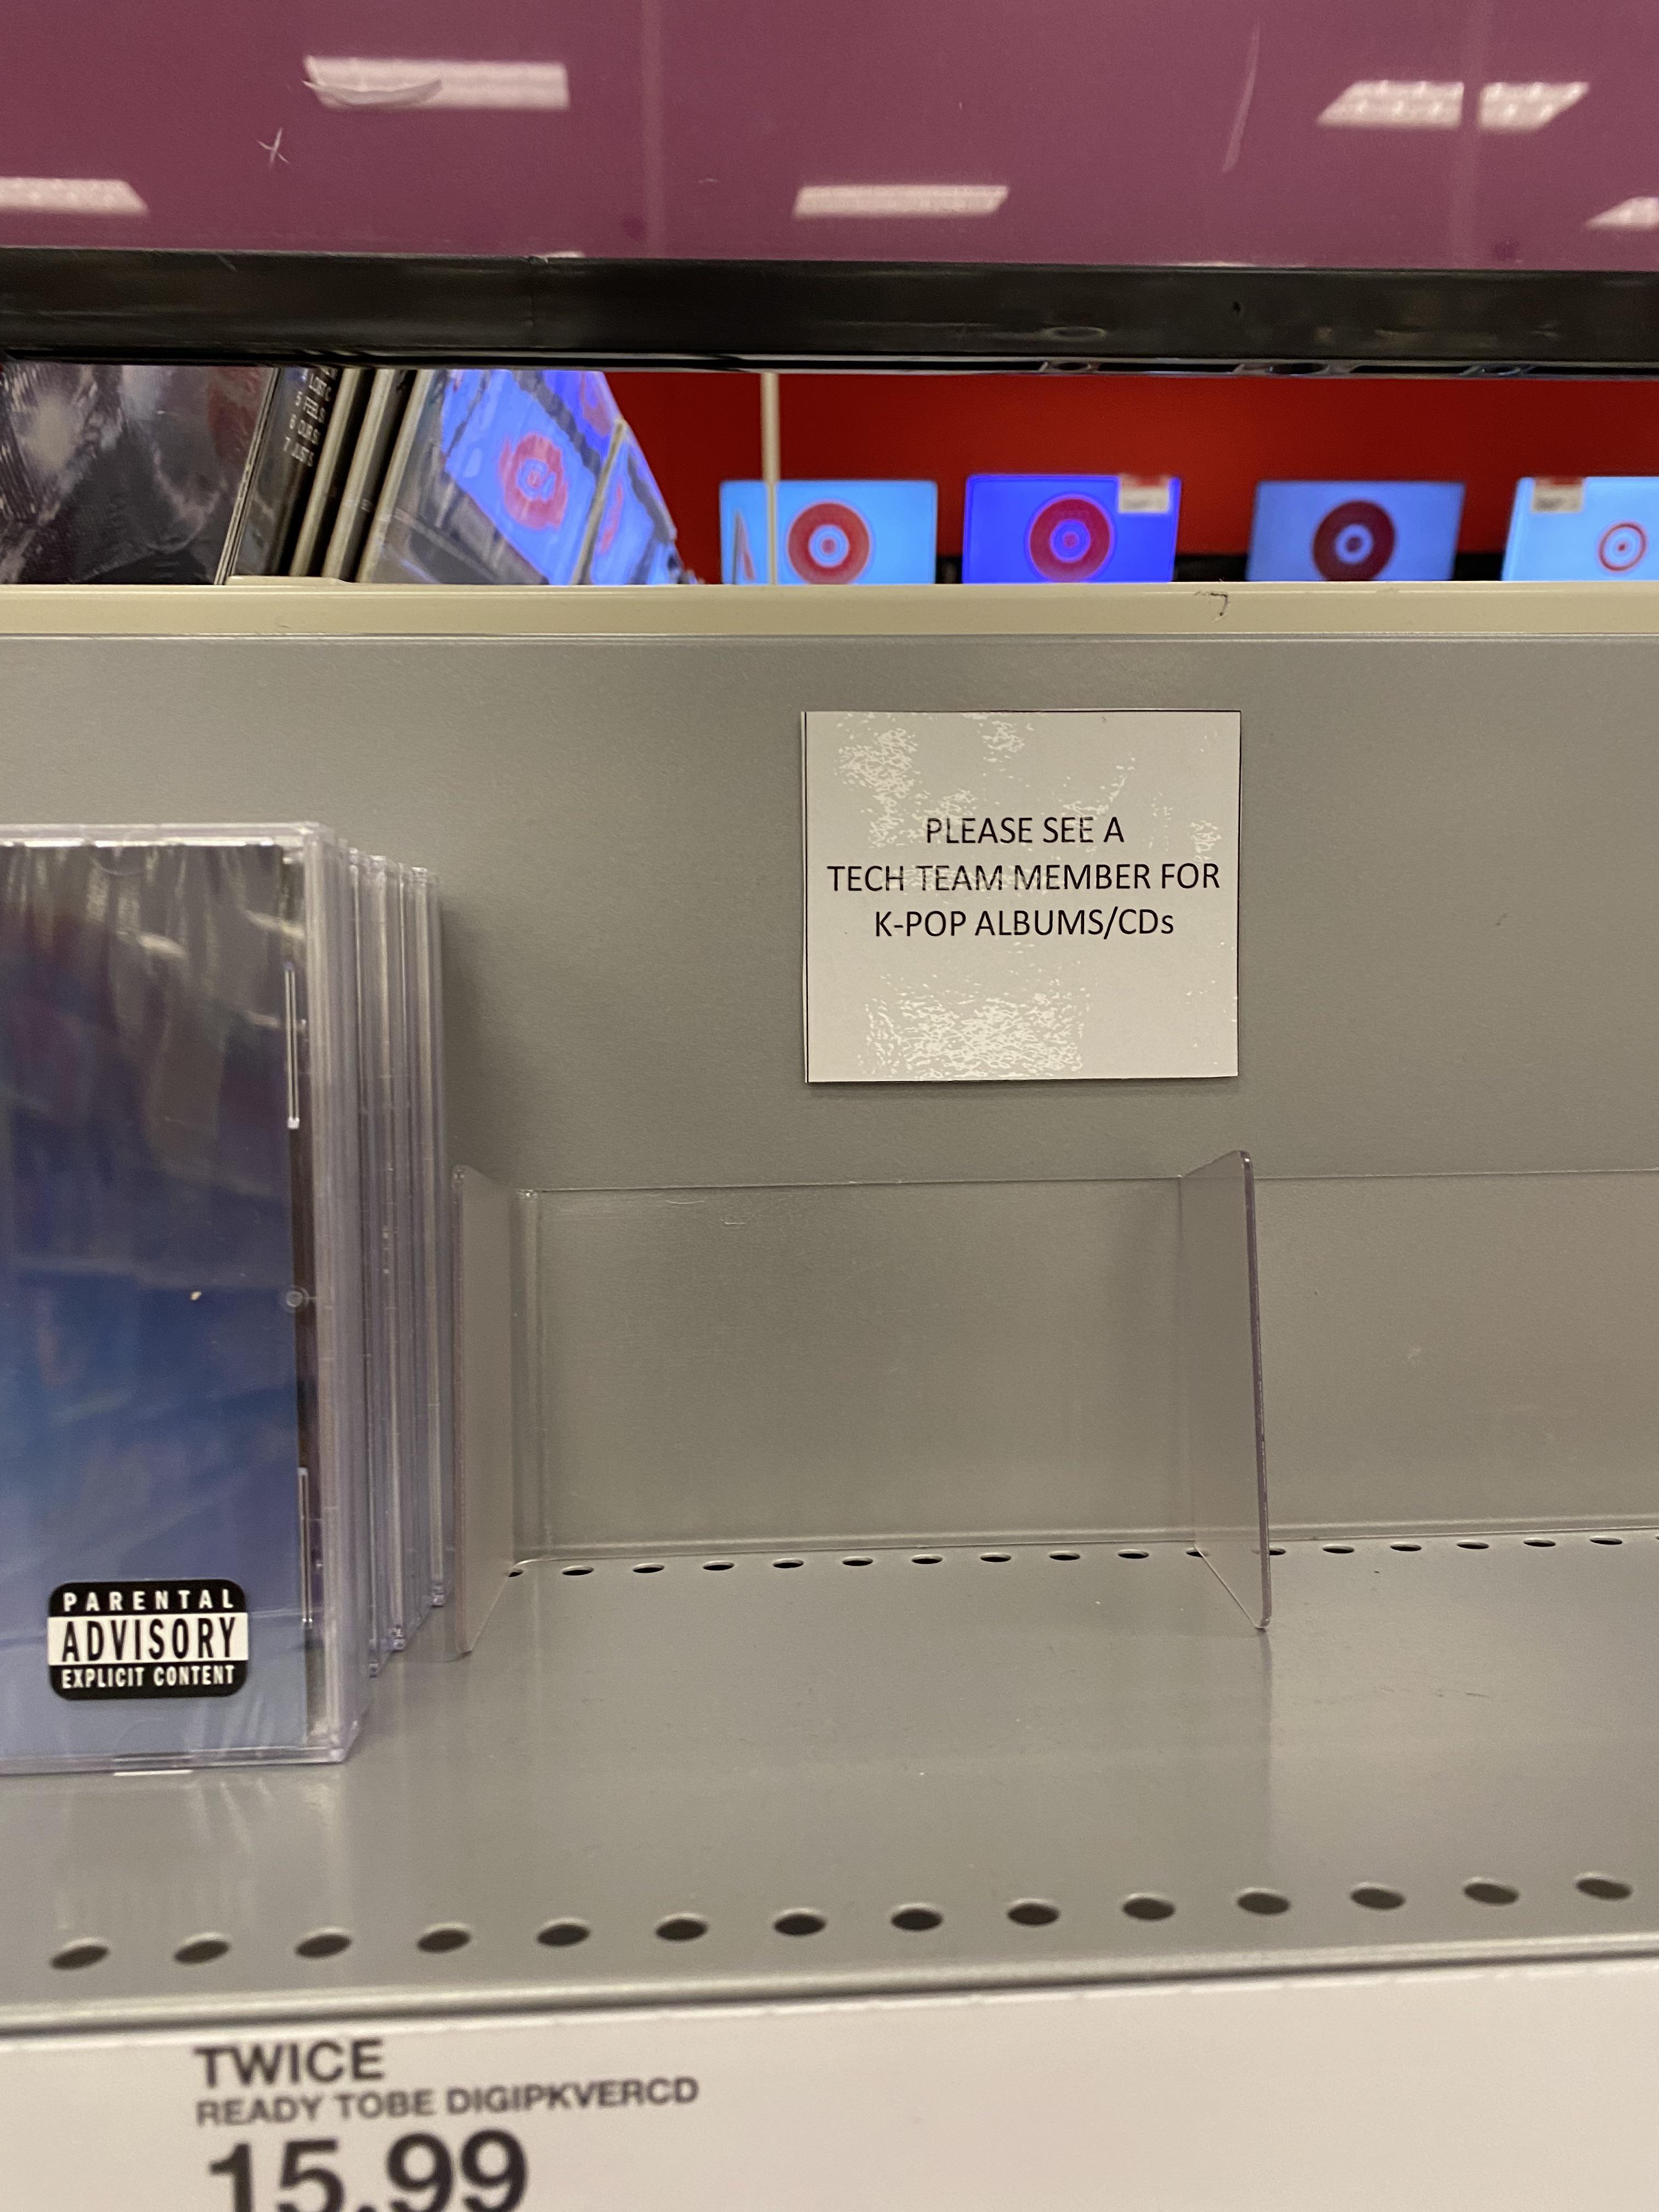 PLEASE SEE A
TECH TEAM MEMBER FOR
K-POP ALBUMS/CDs
PARENTAL
ADVISORY
EXPLICIT CONTENT
TWICE
READY TOBE DIGIPKVERCD
15.99